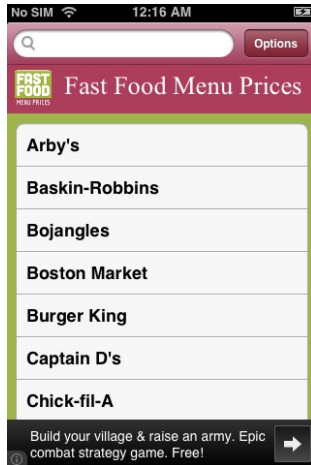 No SIM 12:16 AM
Options
FAST
FOOD
MENU PRICES
Fast Food Menu Prices
Arby's
Baskin-Robbins
Bojangles
Boston Market
Burger King
Captain D's
Chick-fil-A
Build your village & raise an army. Epic
combat strategy game. Free!